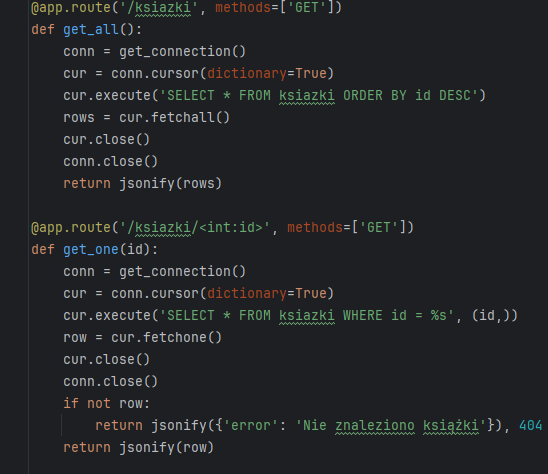 @app.route('/ksiazki', methods=['GET'])
def get_all():
    conn = get_connection()
    cur = conn.cursor(dictionary=True)
    cur.execute('SELECT * FROM ksiazki ORDER BY id DESC')
    rows = cur.fetchall()
    cur.close()
    conn.close()
    return jsonify(rows)

@app.route('/ksiazki/<int:id>', methods=['GET'])
def get_one(id):
    conn = get_connection()
    cur = conn.cursor(dictionary=True)
    cur.execute('SELECT * FROM ksiazki WHERE id = %s', (id,))
    row = cur.fetchone()
    cur.close()
    conn.close()
    if not row:
        return jsonify({'error': 'Nie znaleziono książki'}), 404
    return jsonify(row)